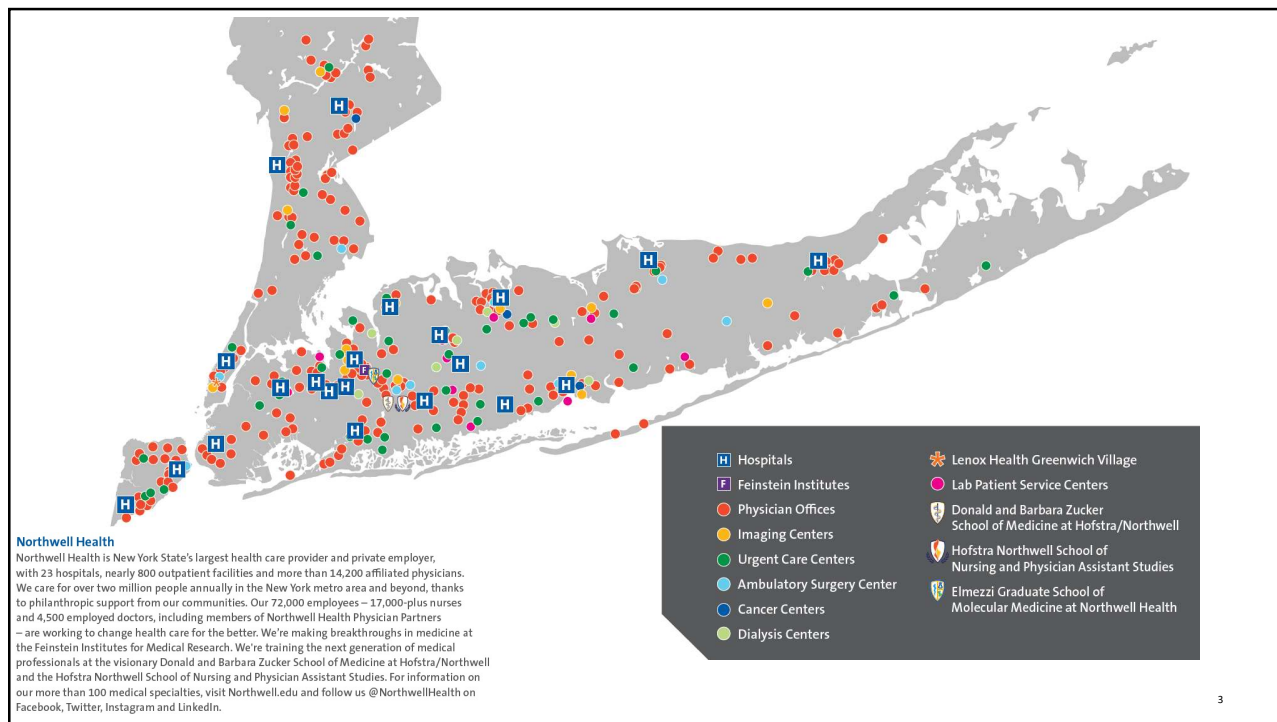 H Hospitals
F Feinstein Institutes
Physician Offices
Imaging Centers
Urgent Care Centers
Ambulatory Surgery Center
Cancer Centers
Dialysis Centers
Lenox Health Greenwich Village
Lab Patient Service Centers
Donald and Barbara Zucker
School of Medicine at Hofstra/Northwell
Hofstra Northwell School of
Nursing and Physician Assistant Studies
Elmezzi Graduate School of
Molecular Medicine at Northwell Health
Northwell Health
Northwell Health is New York State’s largest health care provider and private employer,
with 23 hospitals, nearly 800 outpatient facilities and more than 14,200 affiliated physicians.
We care for over two million people annually in the New York metro area and beyond, thanks
to philanthropic support from our communities. Our 72,000 employees – 17,000-plus nurses
and 4,500 employed doctors, including members of Northwell Health Physician Partners
– are working to change health care for the better. We’re making breakthroughs in medicine at
the Feinstein Institutes for Medical Research. We're training the next generation of medical
professionals at the visionary Donald and Barbara Zucker School of Medicine at Hofstra/Northwell
and the Hofstra Northwell School of Nursing and Physician Assistant Studies. For information on
our more than 100 medical specialties, visit Northwell.edu and follow us @NorthwellHealth on
Facebook, Twitter, Instagram and LinkedIn.
3